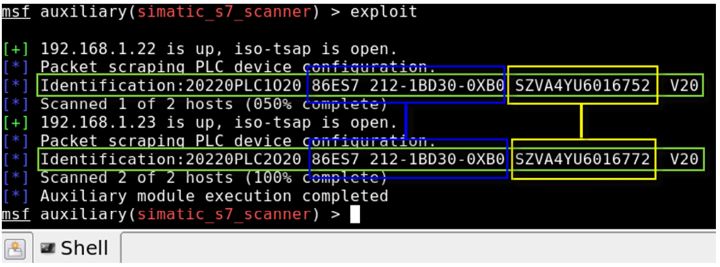 msf auxiliary(simatic_s7_scanner) > exploit
[+] 192.168.1.22 is up, iso-tsap is open.
[*] Packet scraping PLC device configuration.
[*] Identification:20220PLC1O20 86ES7 212-1BD30-0XB0 SZVA4YU6016752 V20
[*] Scanned 1 of 2 hosts (050% complete)
[+] 192.168.1.23 is up, iso-tsap is open.
[*] Packet scraping PLC device configuration.
[*] Identification:20220PLC2O20 86ES7 212-1BD30-0XB0 SZVA4YU6016772 V20
[*] Scanned 2 of 2 hosts (100% complete)
[*] Auxiliary module execution completed
msf auxiliary(simatic_s7_scanner) >
Shell